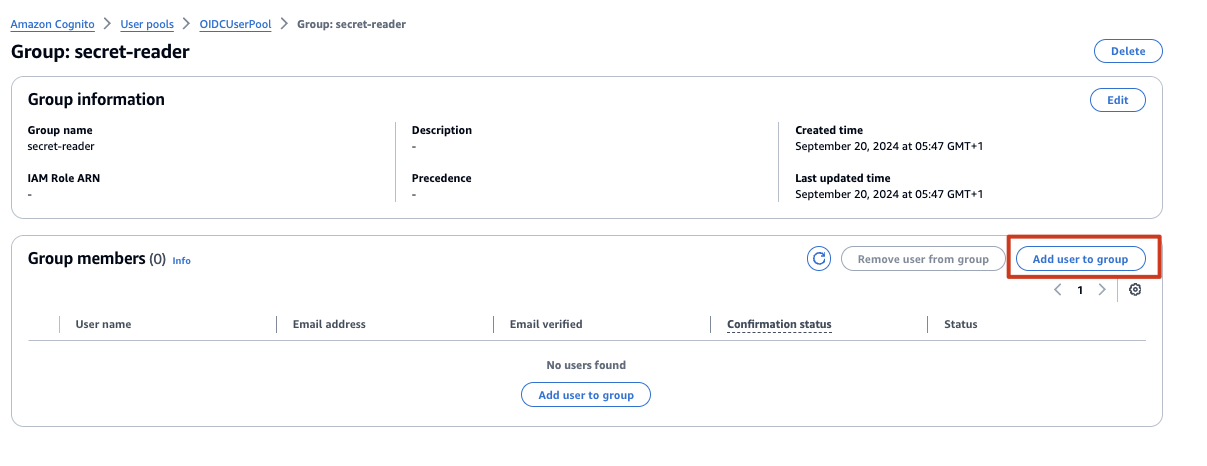 Amazon Cognito > User pools > OIDCUserPool > Group: secret-reader
Group: secret-reader
Delete
Group information
Edit
Group name
secret-reader
Description
-
Created time
September 20, 2024 at 05:47 GMT+1
IAM Role ARN
-
Precedence
-
Last updated time
September 20, 2024 at 05:47 GMT+1
Group members (0) Info
Remove user from group
Add user to group
1
User name
Email address
Email verified
Confirmation status
Status
No users found
Add user to group